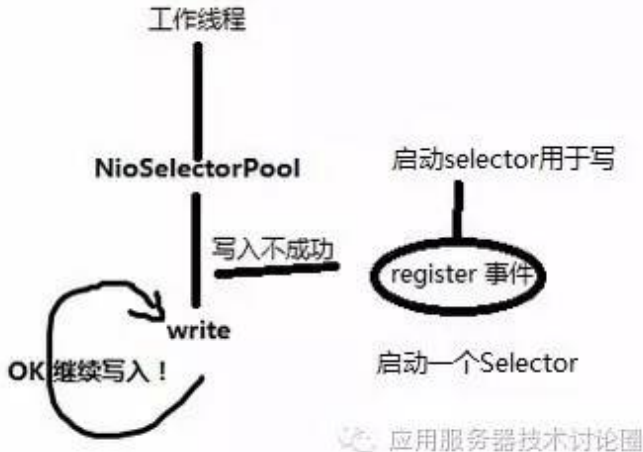 工作线程
NioSelectorPool
启动selector用于写
写入不成功
register 事件
write
OK 继续写入！
启动一个Selector
应用服务器技术讨论圈